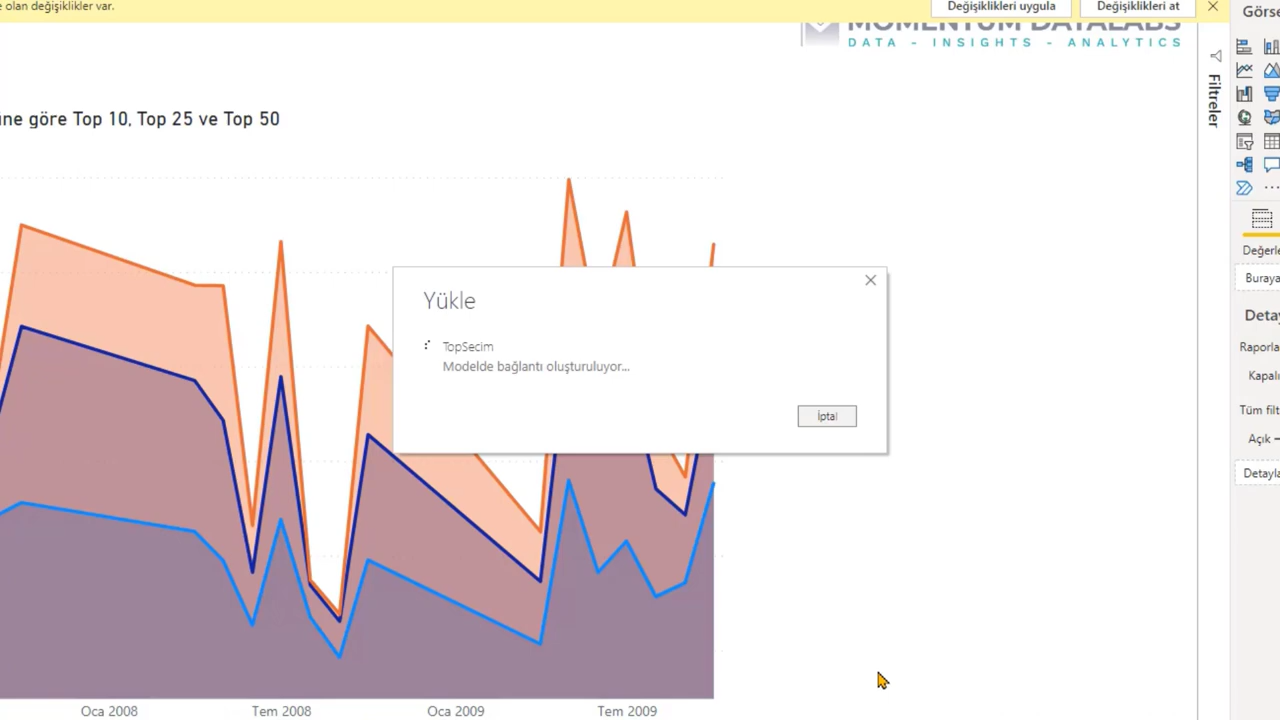 olan değişiklikler var.
Değişiklikleri uygula
Değişiklikleri at
MOMENTUM DATALABS
DATA - INSIGHTS - ANALYTICS
göre Top 10, Top 25 ve Top 50
Yükle
TopSecim
Modelde bağlantı oluşturuluyor...
İptal
Oca 2008
Tem 2008
Oca 2009
Tem 2009
Filtreler
Görse
Değerle
Buraya
Detay
Raporla
Kapalı
Tüm filt
Açık
Detayla